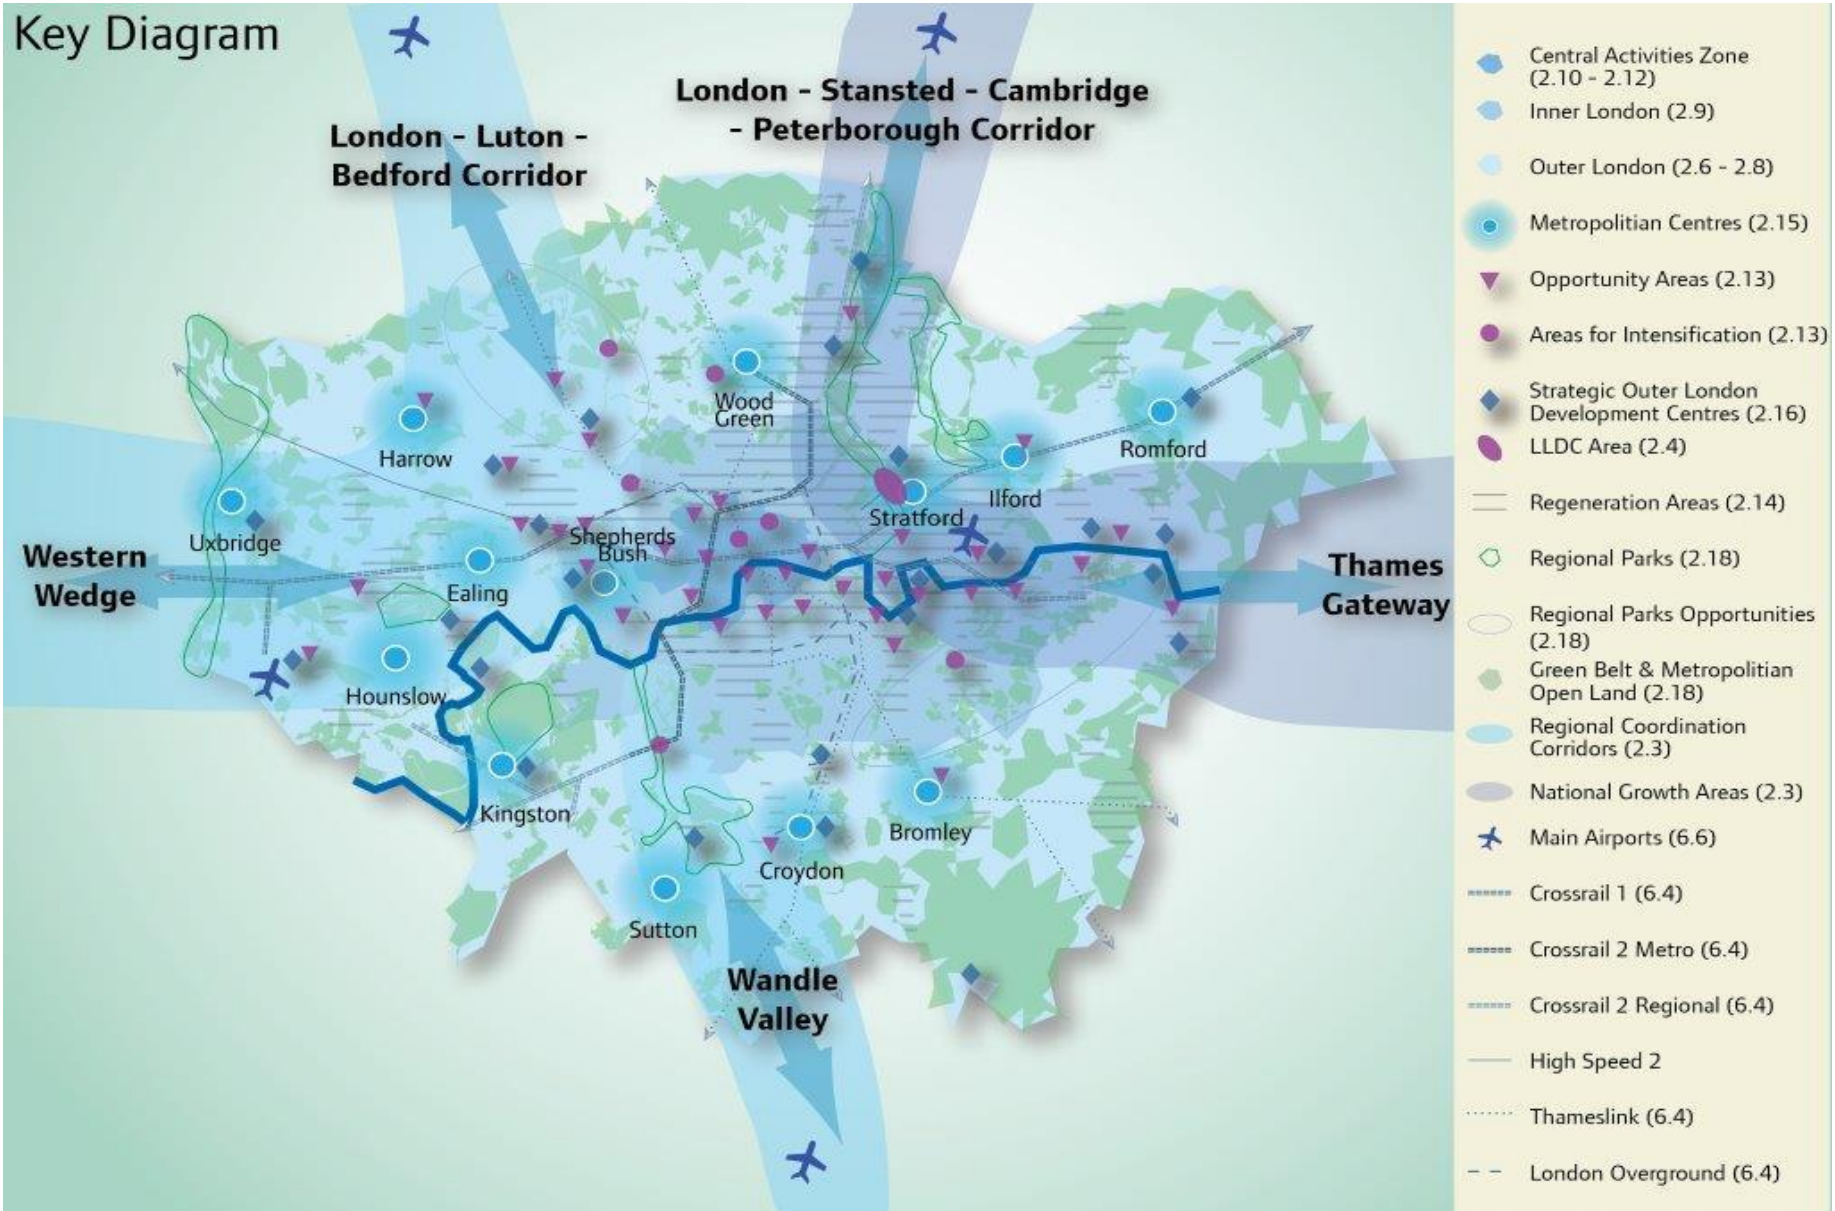 Key Diagram
London - Stansted - Cambridge
- Peterborough Corridor
London - Luton -
Bedford Corridor
Wood
Green
Harrow
Romford
Ilford
Stratford
Uxbridge
Shepherds
Bush
Western
Wedge
Ealing
Thames
Gateway
Hounslow
Kingston
Bromley
Croydon
Sutton
Wandle
Valley
Central Activities Zone
(2.10 - 2.12)
Inner London (2.9)
Outer London (2.6 - 2.8)
Metropolitian Centres (2.15)
Opportunity Areas (2.13)
Areas for Intensification (2.13)
Strategic Outer London
Development Centres (2.16)
LLDC Area (2.4)
Regeneration Areas (2.14)
Regional Parks (2.18)
Regional Parks Opportunities
(2.18)
Green Belt & Metropolitian
Open Land (2.18)
Regional Coordination
Corridors (2.3)
National Growth Areas (2.3)
Main Airports (6.6)
Crossrail 1 (6.4)
Crossrail 2 Metro (6.4)
Crossrail 2 Regional (6.4)
High Speed 2
Thameslink (6.4)
London Overground (6.4)